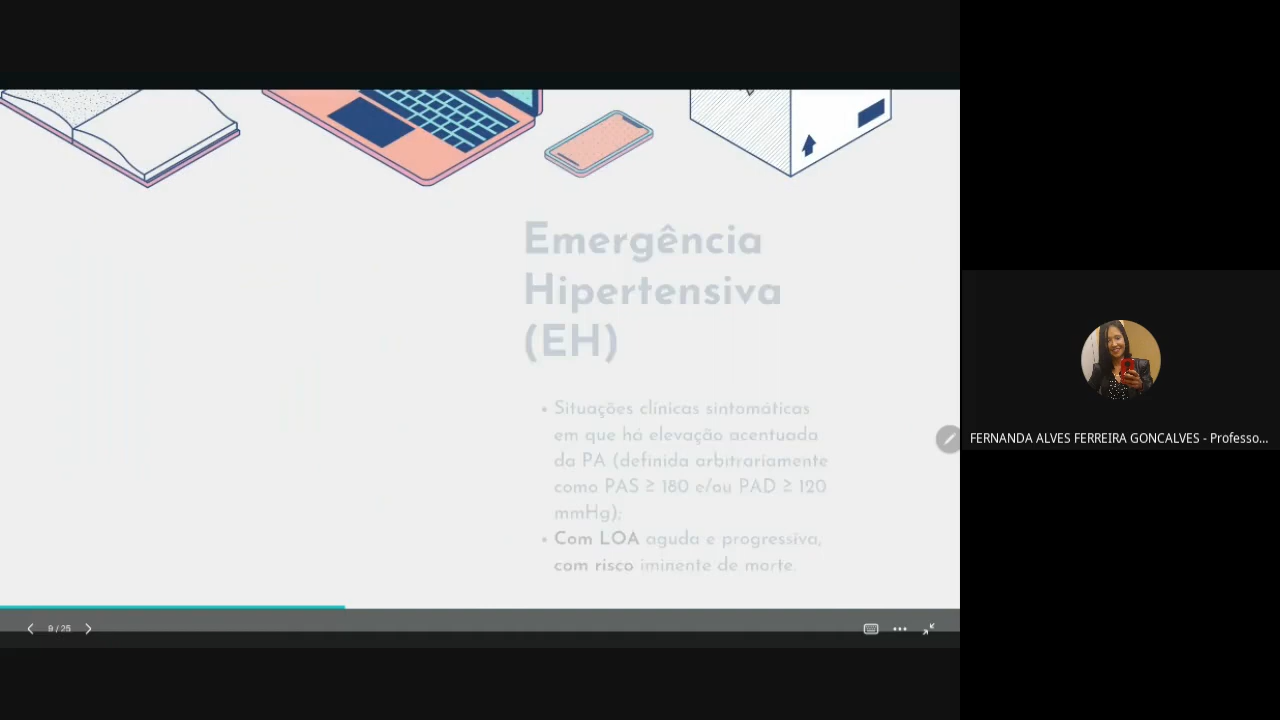 Emergência
Hipertensiva
(EH)
• Situações clínicas sintomáticas
em que há elevação acentuada
da PA (definida arbitrariamente
como PAS ≥ 180 e/ou PAD ≥ 120
mmHg);
• Com LOA aguda e progressiva,
com risco iminente de morte.
FERNANDA ALVES FERREIRA GONCALVES - Professo...
9 / 25